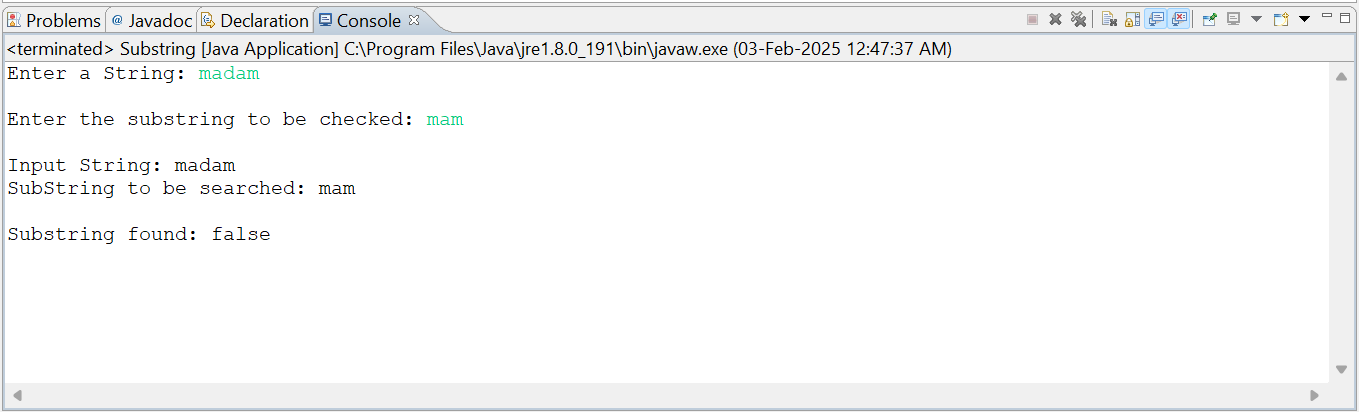 Problems @ Javadoc Declaration Console
<terminated> Substring [Java Application] C:\Program Files\Java\jre1.8.0_191\bin\javaw.exe (03-Feb-2025 12:47:37 AM)
Enter a String: madam
Enter the substring to be checked: mam
Input String: madam
SubString to be searched: mam
Substring found: false